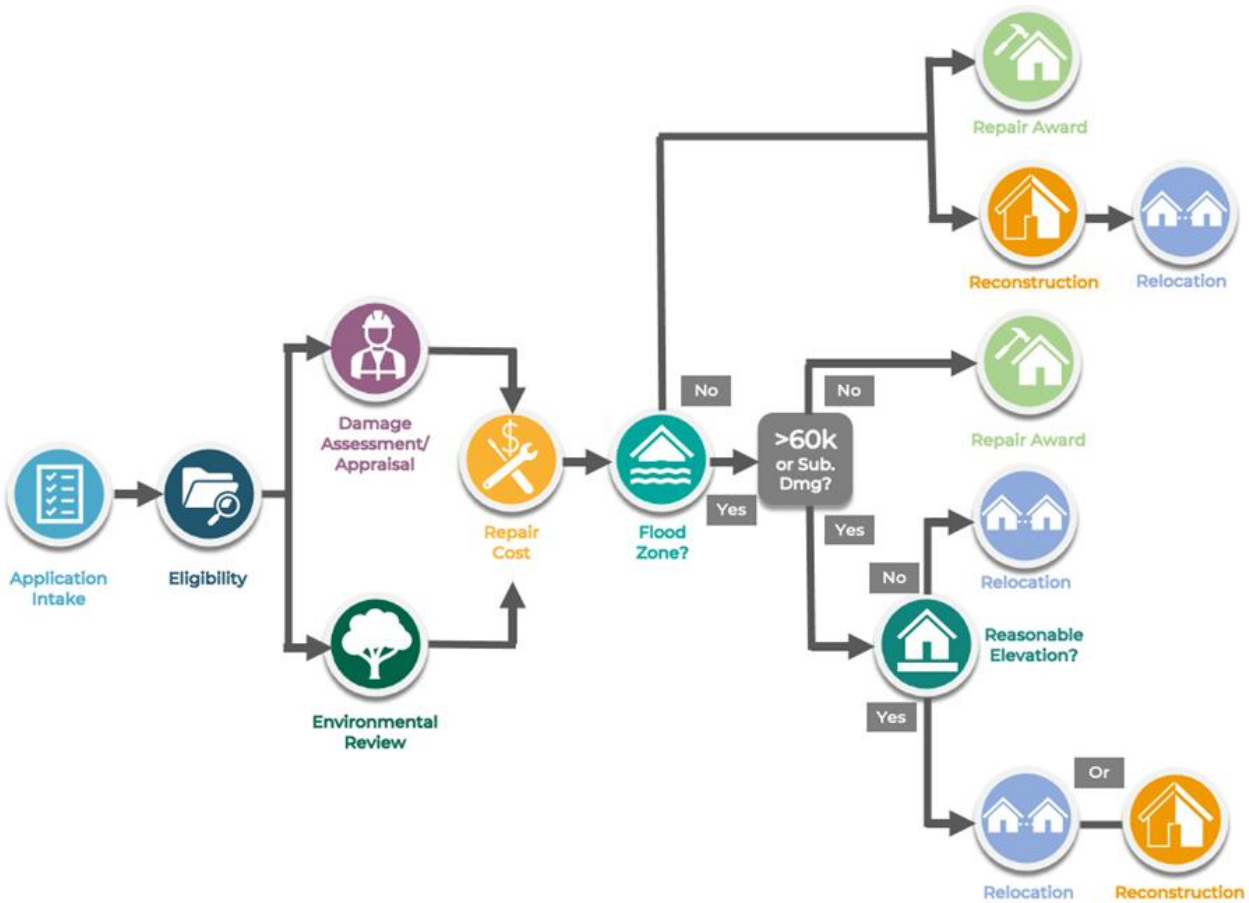 Application
Intake
Eligibility
Damage
Assessment/
Appraisal
Environmental
Review
$
Repair
Cost
Flood
Zone?
No
Yes
Repair Award
Reconstruction
Relocation
>60k
or Sub.
Dmg?
No
Yes
Repair Award
Reasonable
Elevation?
No
Relocation
Yes
Relocation
Or
Reconstruction